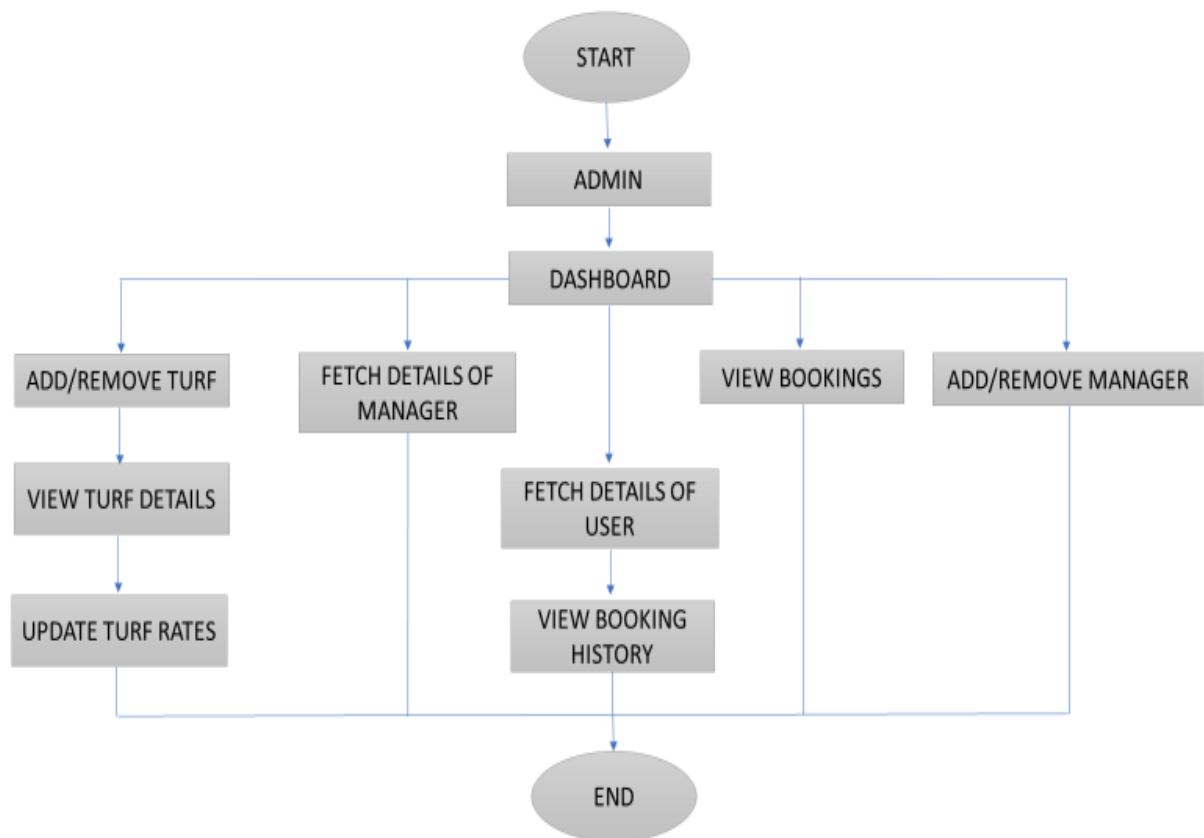 START
ADMIN
DASHBOARD
ADD/REMOVE TURF
FETCH DETAILS OF
MANAGER
VIEW BOOKINGS
ADD/REMOVE MANAGER
VIEW TURF DETAILS
FETCH DETAILS OF
USER
UPDATE TURF RATES
VIEW BOOKING
HISTORY
END